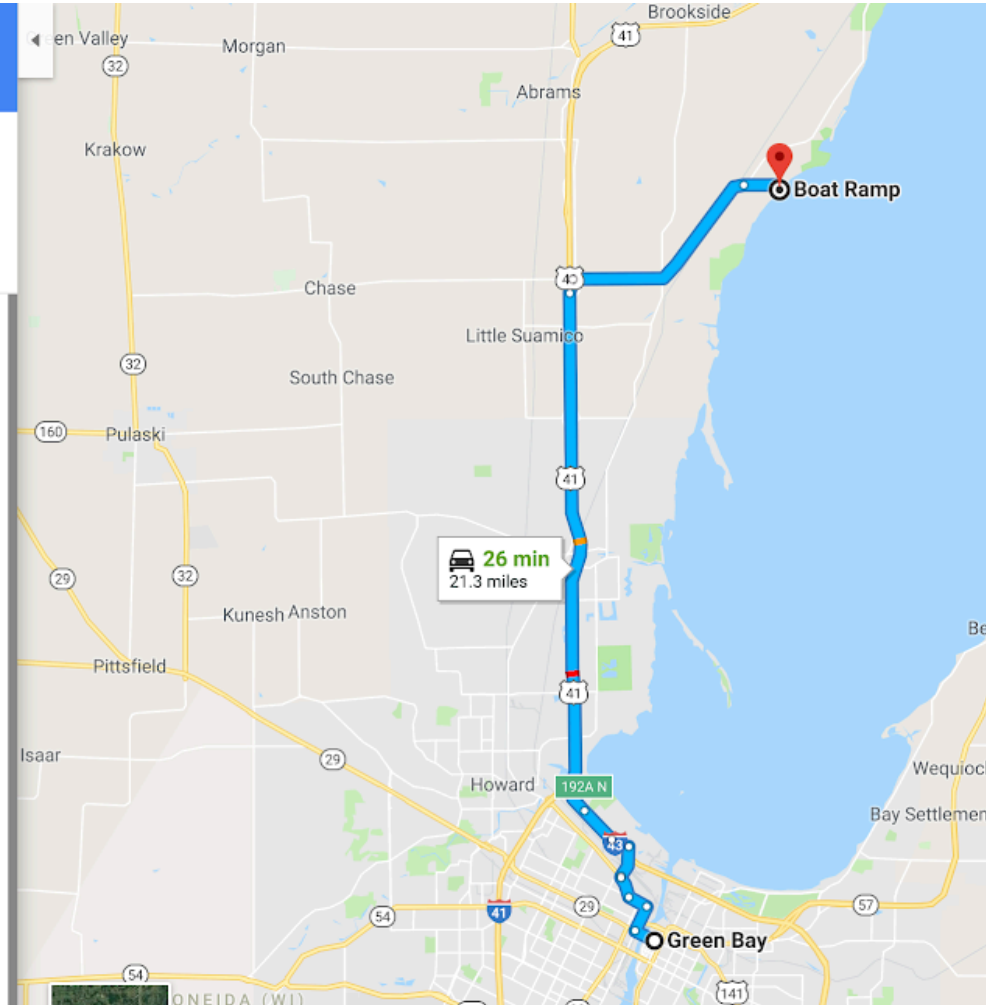 Brookside
41
en Valley
Morgan
32
Abrams
Krakow
Boat Ramp
Chase
Little Suamico
32
South Chase
160
Pulaski
41
26 min
21.3 miles
29
32
Kunesh
Anston
Be
Pittsfield
41
Isaar
29
Howard
192A N
Wequioc
Bay Settlemen
43
54
41
29
57
Green Bay
54
141
ONEIDA (WI)